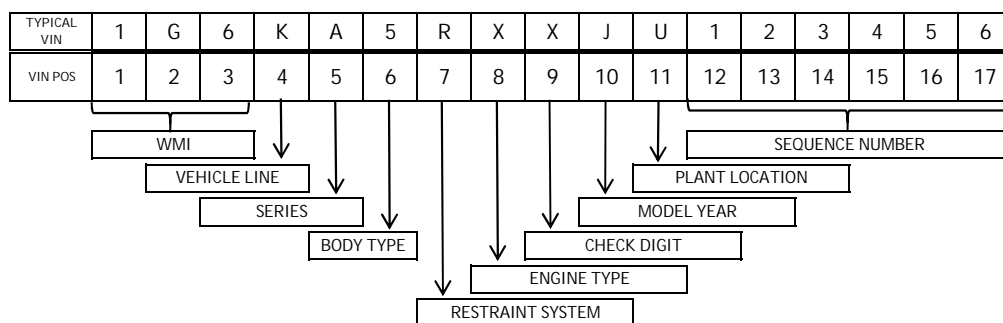 TYPICAL VIN 1 G 6 K A 5 R X X J U 1 2 3 4 5 6
VIN POS 1 2 3 4 5 6 7 8 9 10 11 12 13 14 15 16 17
WMI SEQUENCE NUMBER
VEHICLE LINE PLANT LOCATION
SERIES MODEL YEAR
BODY TYPE CHECK DIGIT
ENGINE TYPE
RESTRAINT SYSTEM